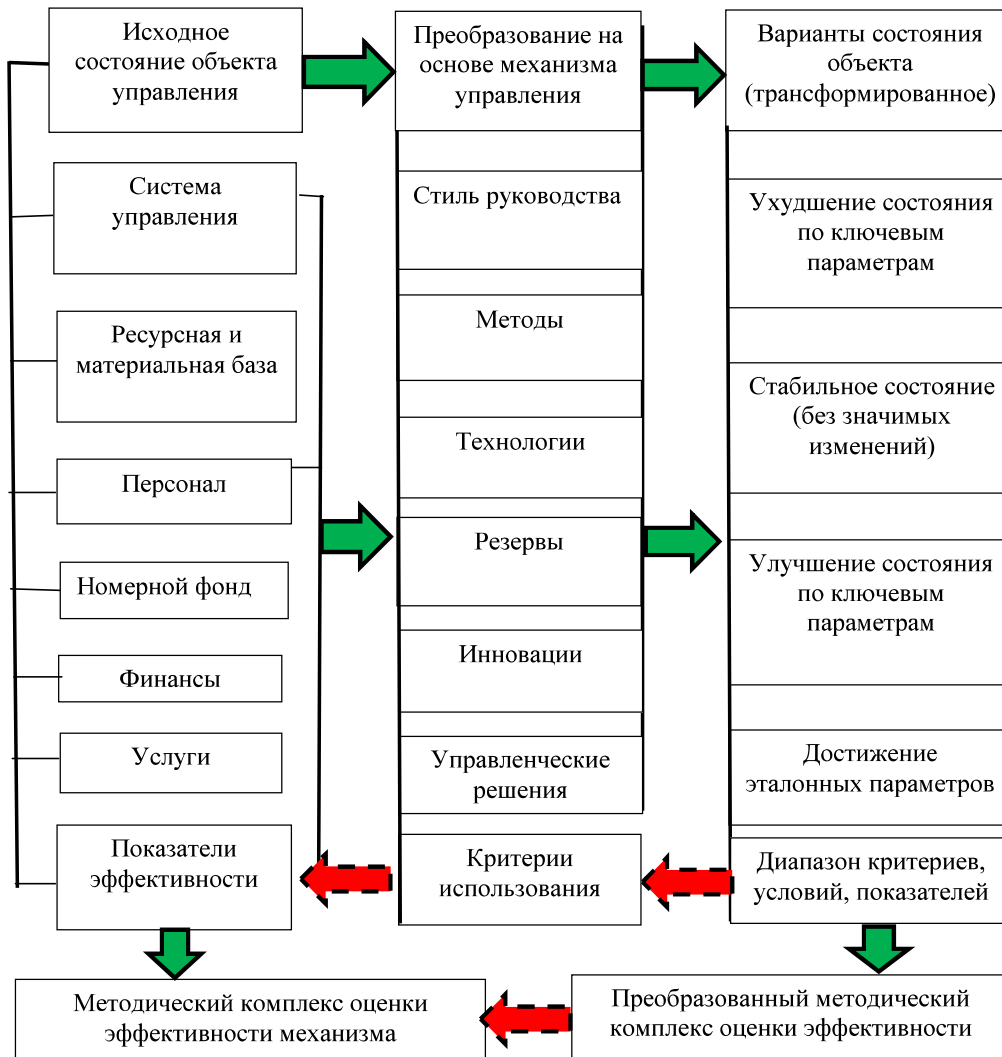 Исходное
состояние объекта
управления
Система
управления
Ресурсная и
материальная база
Персонал
Номерной фонд
Финансы
Услуги
Показатели
эффективности
Преобразование на
основе механизма
управления
Стиль руководства
Методы
Технологии
Резервы
Инновации
Управленческие
решения
Критерии
использования
Варианты состояния
объекта
(трансформированное)
Ухудшение состояния
по ключевым
параметрам
Стабильное состояние
(без значимых
изменений)
Улучшение состояния
по ключевым
параметрам
Достижение
эталонных параметров
Диапазон критериев,
условий, показателей
Методический комплекс оценки
эффективности механизма
Преобразованный методический
комплекс оценки эффективности